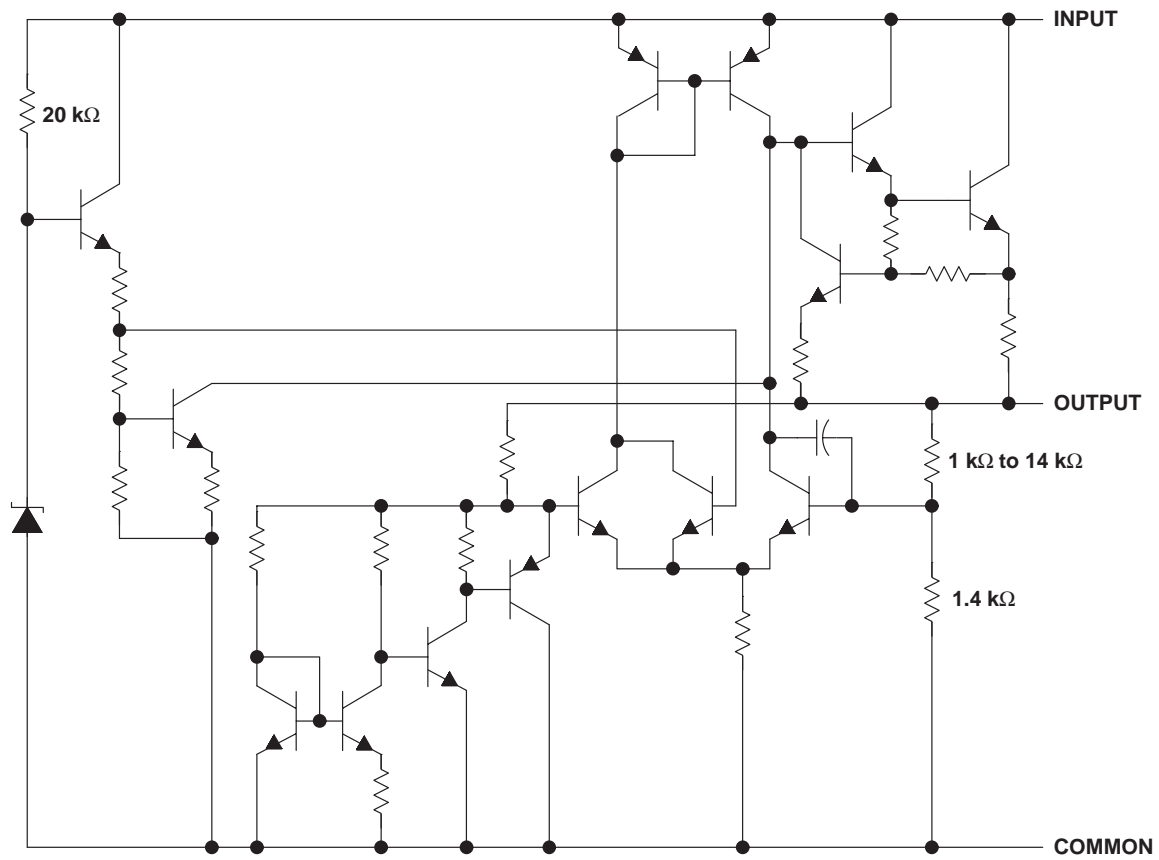 INPUT
20 kΩ
OUTPUT
1 kΩ to 14 kΩ
1.4 kΩ
COMMON